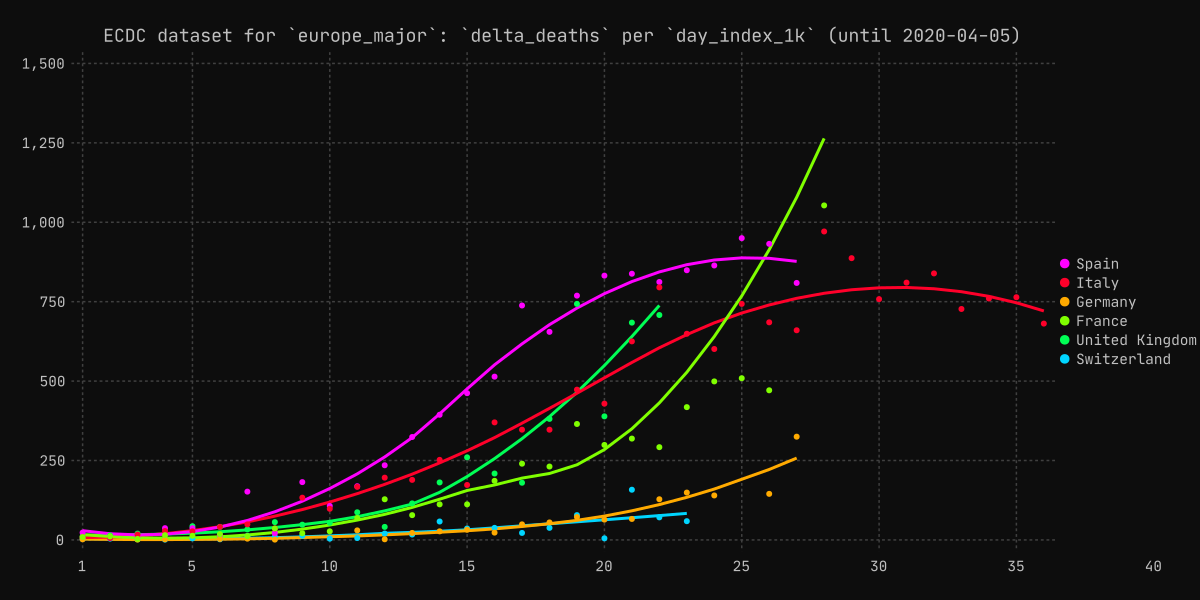 ECDC dataset for `europe_major`: `delta_deaths` per `day_index_1k` (until 2020-04-05)
1,500
1,250
1,000
750
500
250
0
1 5 10 15 20 25 30 35 40
Spain
Italy
Germany
France
United Kingdom
Switzerland